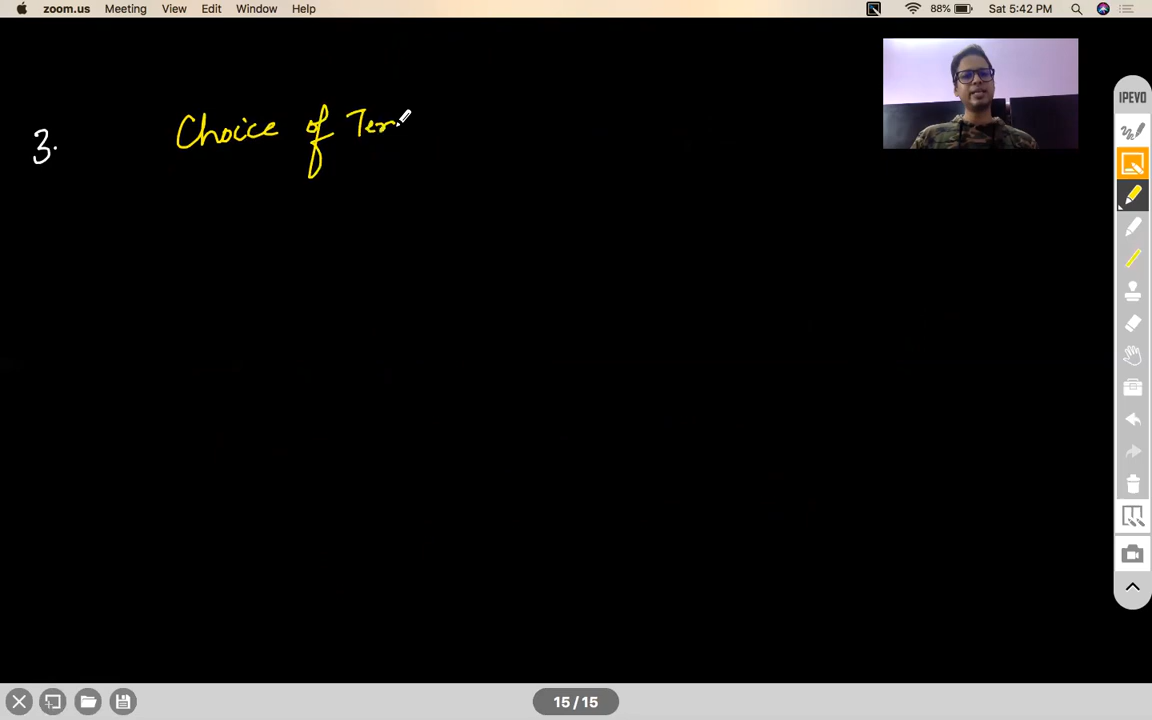 zoom.us Meeting View Edit Window Help 88% Sat 5:42 PM
IPEVO
3. Choice of Ter
15/15